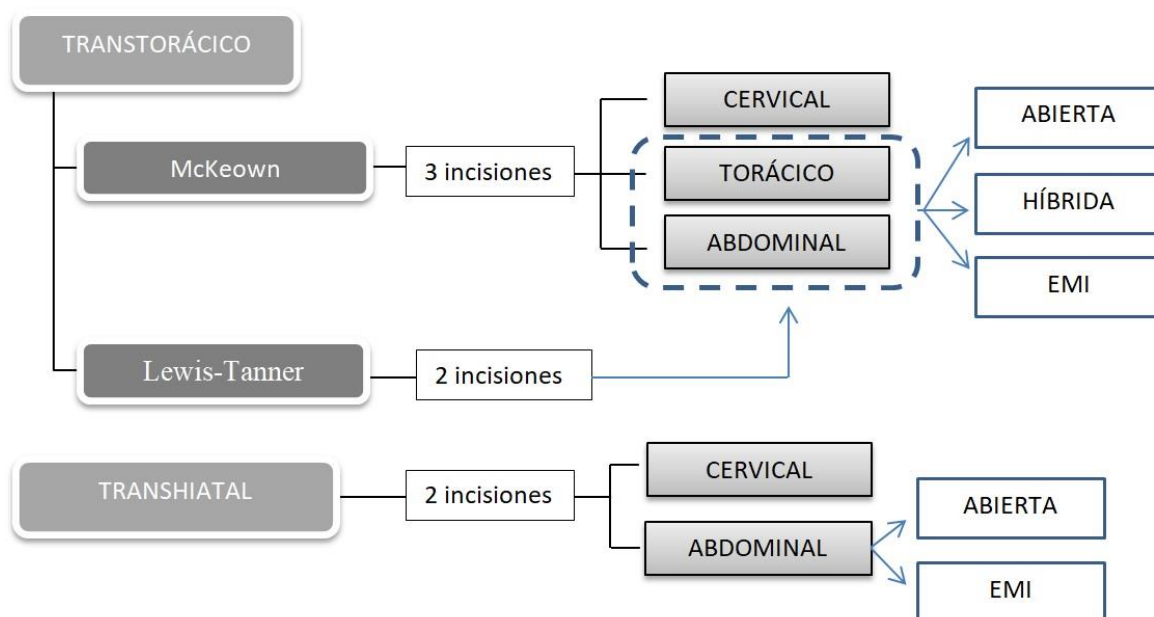 TRANSTORÁCICO
McKeown
3 incisiones
CERVICAL
TORÁCICO
ABDOMINAL
ABIERTA
HÍBRIDA
EMI
Lewis-Tanner
2 incisiones
TRANSHIATAL
2 incisiones
CERVICAL
ABDOMINAL
ABIERTA
EMI